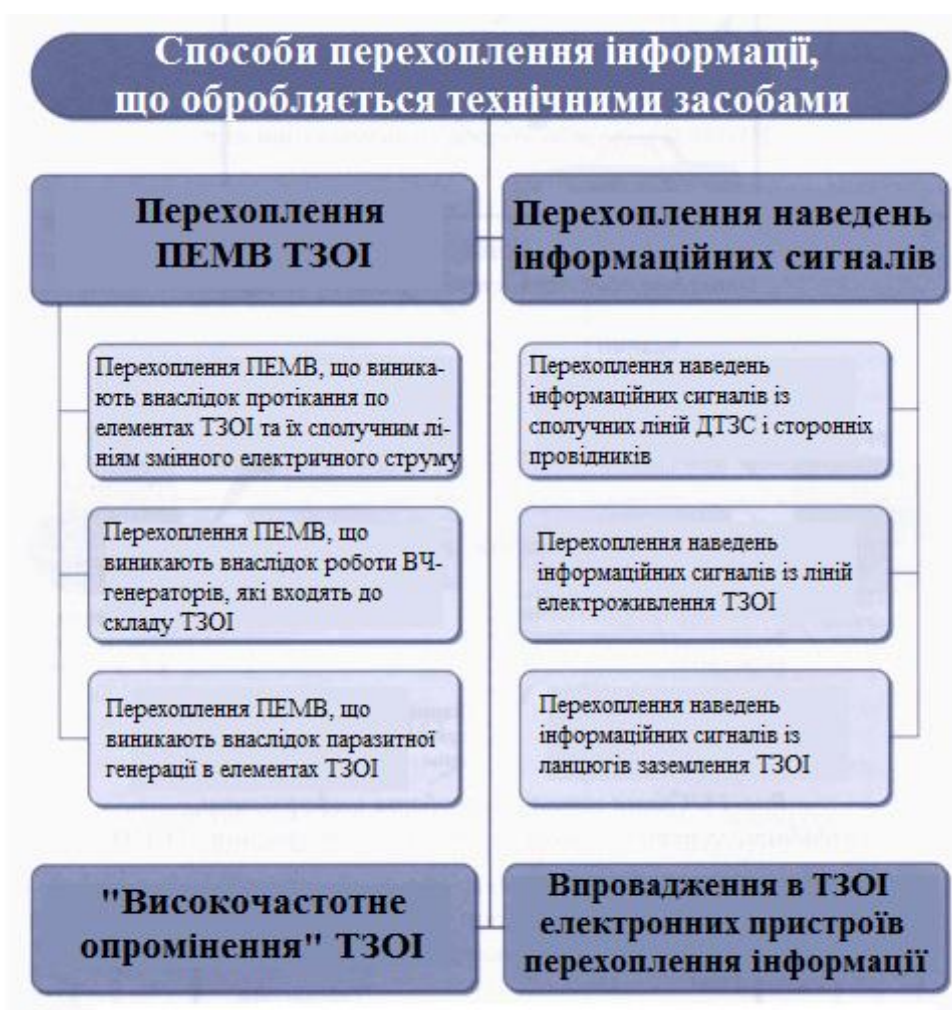 Способи перехоплення інформації,
що обробляється технічними засобами
Перехоплення
ПЕМВ ТЗОІ
Перехоплення наведень
інформаційних сигналів
Перехоплення ПЕМВ, що виника-
ють внаслідок протікання по
елементах ТЗОІ та їх сполучним лі-
ніям змінного електричного струму
Перехоплення наведень
інформаційних сигналів із
сполучних ліній ДТЗС і сторонніх
провідників
Перехоплення ПЕМВ, що
виникають внаслідок роботи ВЧ-
генераторів, які входять до
складу ТЗОІ
Перехоплення наведень
інформаційних сигналів із ліній
електроживлення ТЗОІ
Перехоплення ПЕМВ, що
виникають внаслідок паразитної
генерації в елементах ТЗОІ
Перехоплення наведень
інформаційних сигналів із
ланцюгів заземлення ТЗОІ
"Високочастотне
опромінення" ТЗОІ
Впровадження в ТЗОІ
електронних пристроїв
перехоплення інформації